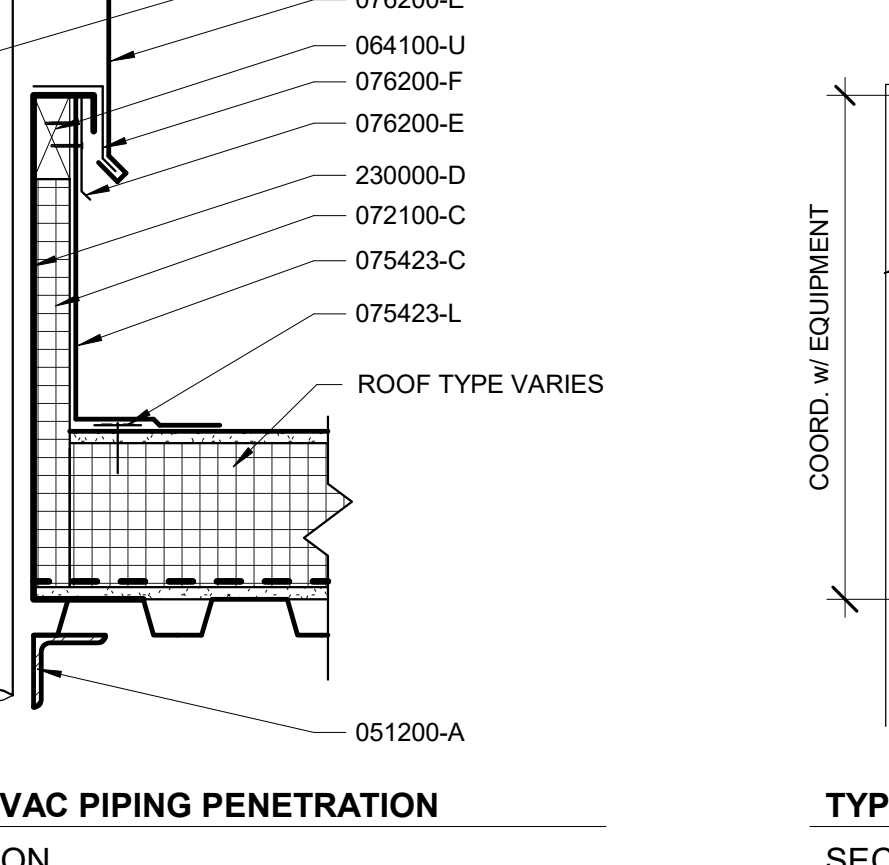 076200-E
064100-U
076200-F
076200-E
230000-D
072100-C
075423-C
075423-L
ROOF TYPE VARIES
051200-A
COORD. w/ EQUIPMENT
VAC PIPING PENETRATION
ON
TYP
SEC